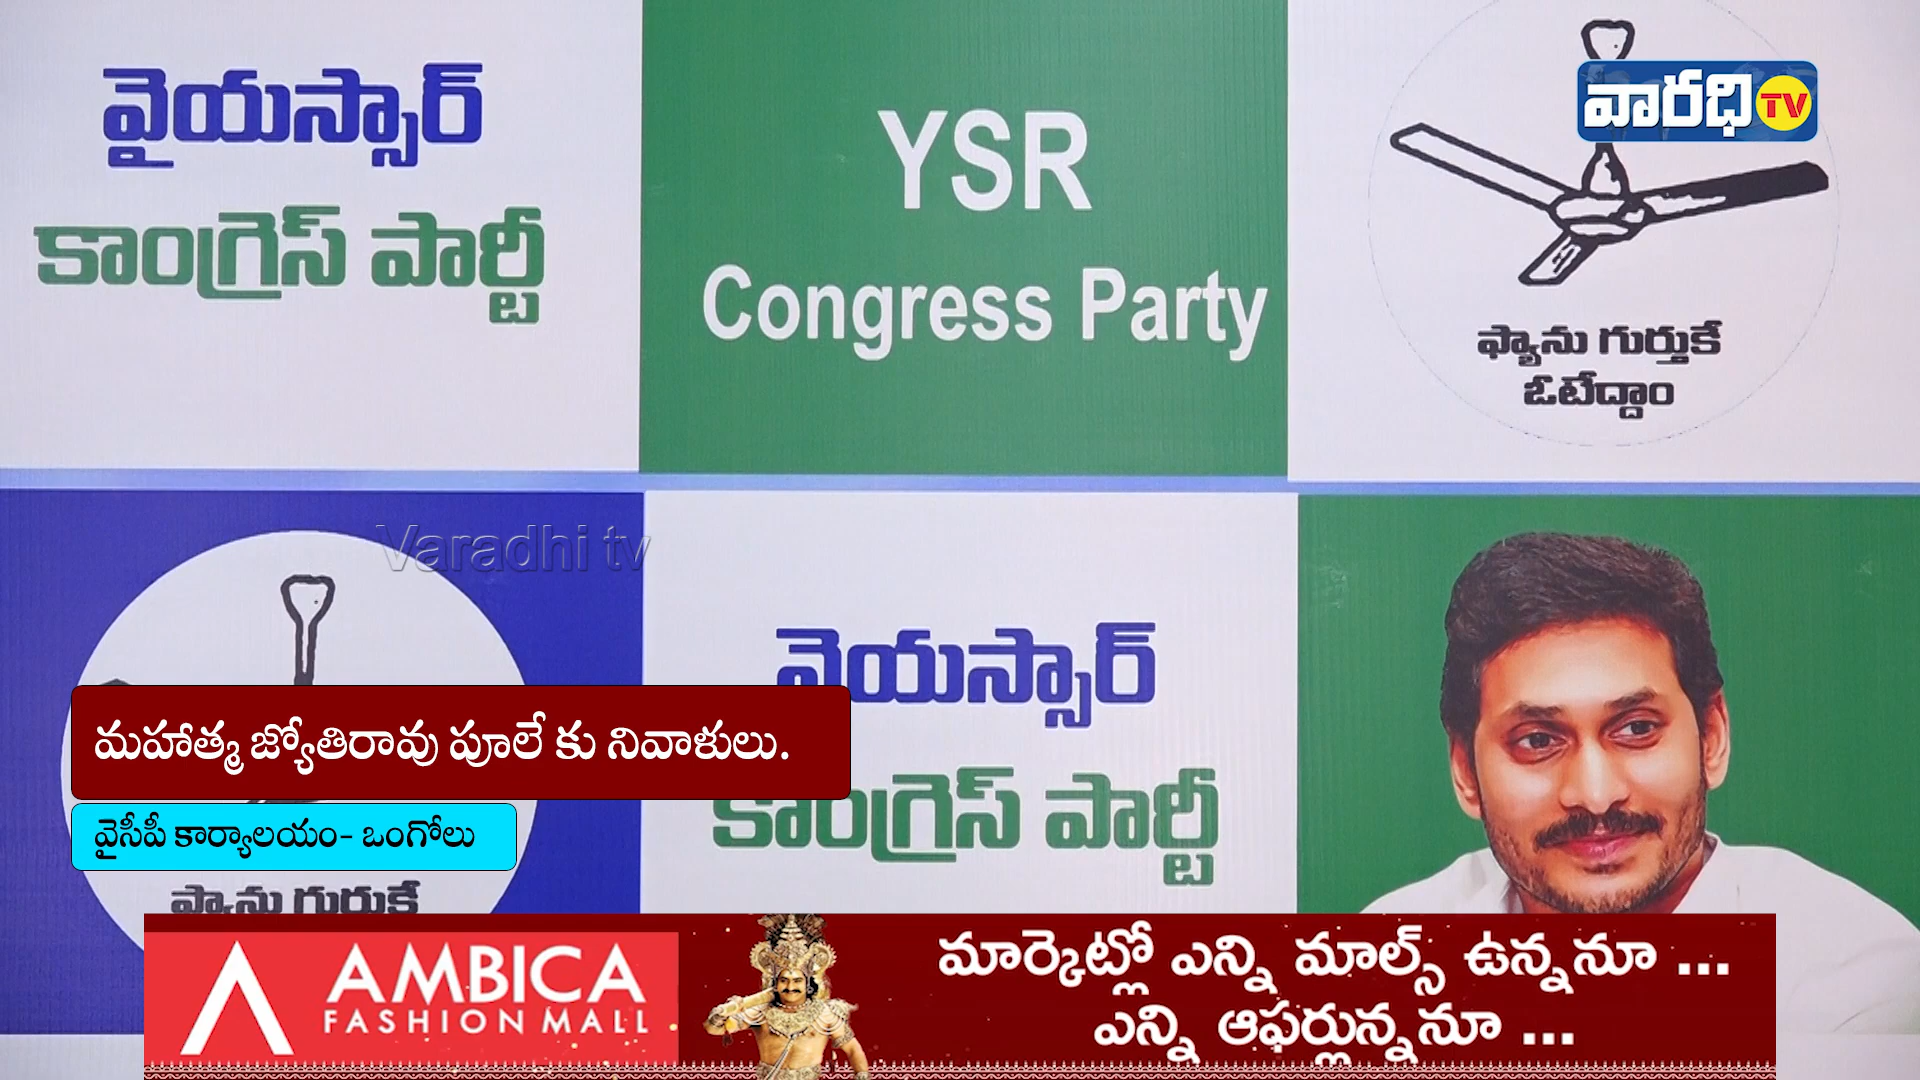 వైయస్సార్
కాంగ్రెస్ పార్టీ
YSR
Congress Party
వారధి TV
ఫ్యాను గుర్తుకే
ఓటేద్దాం
Varadhi tv
వైయస్సార్
కాంగ్రెస్ పార్టీ
మహాత్మ జ్యోతిరావు పూలే కు నివాళులు.
వైసీపీ కార్యాలయం- ఒంగోలు
ఫ్యాను గుర్తుకే
AMBICA
FASHION MALL
మార్కెట్లో ఎన్ని మాల్స్ ఉన్ననూ ...
ఎన్ని ఆఫర్లున్ననూ ...